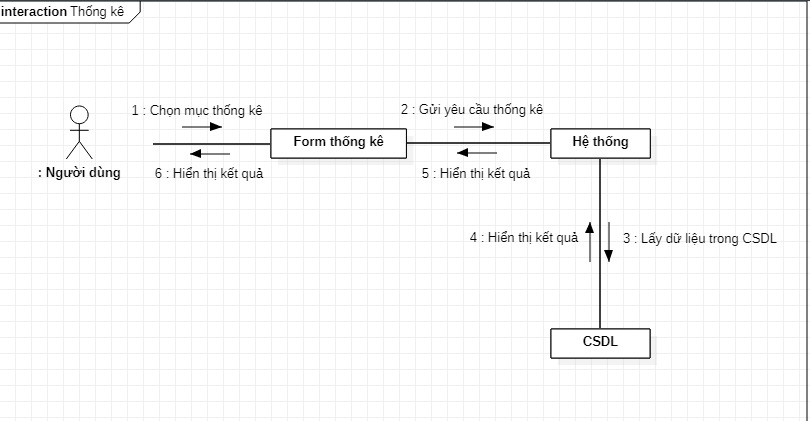 interaction Thống kê
1 : Chọn mục thống kê
2 : Gửi yêu cầu thống kê
Form thống kê
Hệ thống
: Người dùng
6 : Hiển thị kết quả
5 : Hiển thị kết quả
4 : Hiển thị kết quả
3 : Lấy dữ liệu trong CSDL
CSDL